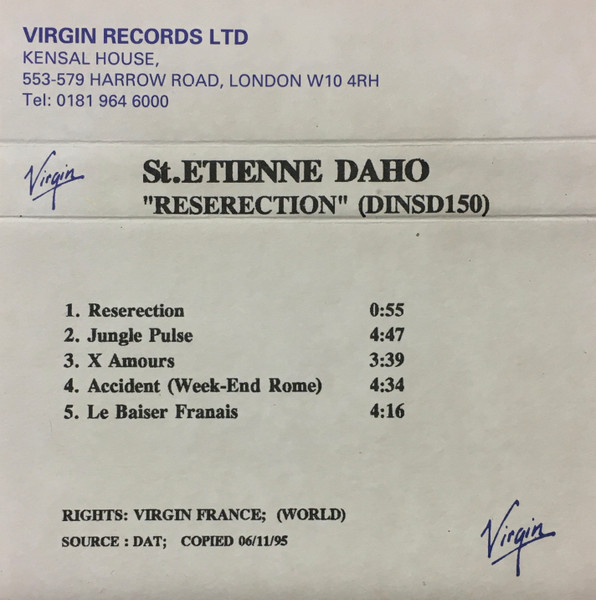 VIRGIN RECORDS LTD
KENSAL HOUSE,
553-579 HARROW ROAD, LONDON W10 4RH
Tel: 0181 964 6000
Virgin
St.ETIENNE DAHO
"RESERECTION" (DINSD150)
1. Reserection 0:55
2. Jungle Pulse 4:47
3. X Amours 3:39
4. Accident (Week-End Rome) 4:34
5. Le Baiser Franais 4:16
RIGHTS: VIRGIN FRANCE; (WORLD)
SOURCE : DAT; COPIED 06/11/95
Virgin